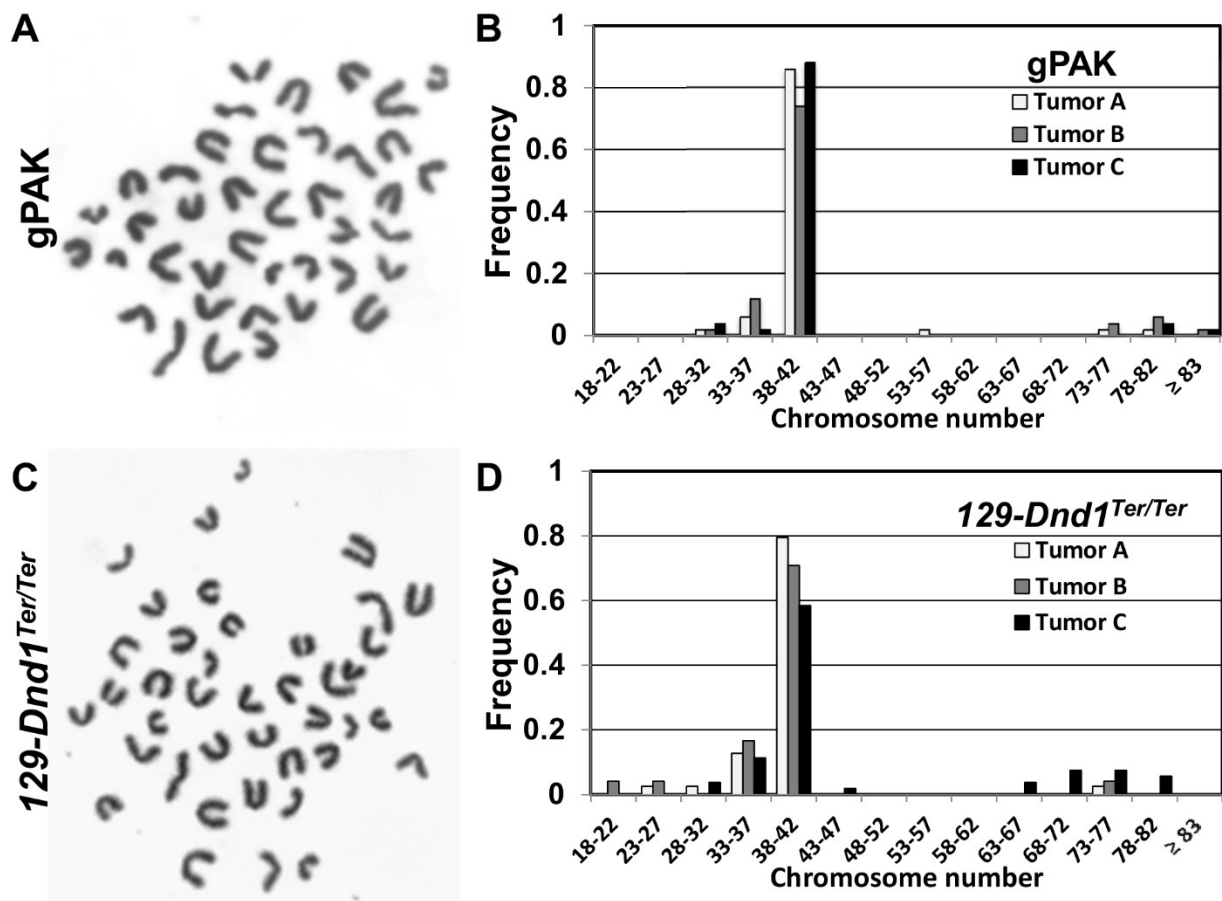 A
gPAK
B
gPAK
Tumor A
Tumor B
Tumor C
Frequency
1
0.8
0.6
0.4
0.2
0
18-22 23-27 28-32 33-37 38-42 43-47 48-52 53-57 58-62 63-67 68-72 73-77 78-82 ≥ 83
Chromosome number
C
129-Dnd1Ter/Ter
D
129-Dnd1Ter/Ter
Tumor A
Tumor B
Tumor C
Frequency
1
0.8
0.6
0.4
0.2
0
18-22 23-27 28-32 33-37 38-42 43-47 48-52 53-57 58-62 63-67 68-72 73-77 78-82 ≥ 83
Chromosome number